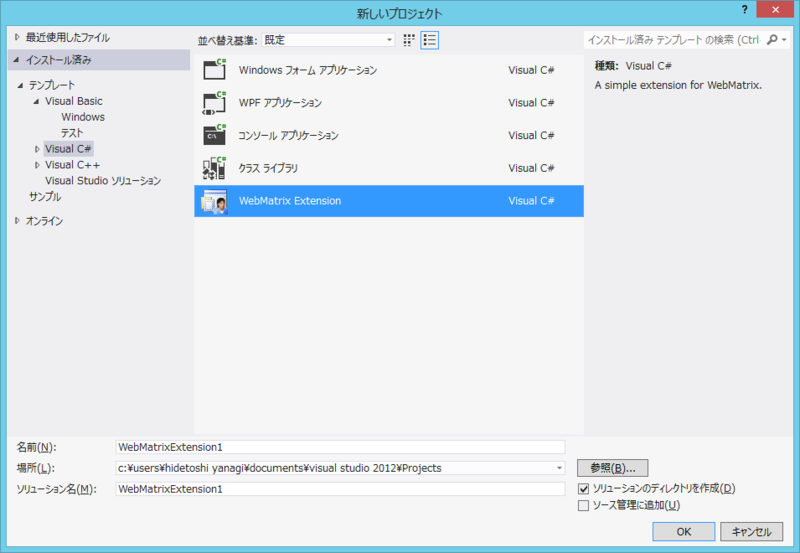 新しいプロジェクト
?
最近使用したファイル
インストール済み
テンプレート
Visual Basic
Windows
テスト
Visual C#
Visual C++
Visual Studio ソリューション
サンプル
オンライン
並べ替え基準: 既定
Windows フォーム アプリケーション Visual C#
WPF アプリケーション Visual C#
コンソール アプリケーション Visual C#
クラス ライブラリ Visual C#
WebMatrix Extension Visual C#
インストール済み テンプレート の検索 (Ctrl-
種類: Visual C#
A simple extension for WebMatrix.
名前(N): WebMatrixExtension1
場所(L): c:¥users¥hidetoshi yanagi¥documents¥visual studio 2012¥Projects
参照(B)...
ソリューション名(M): WebMatrixExtension1
ソリューションのディレクトリを作成(D)
ソース管理に追加(U)
OK キャンセル